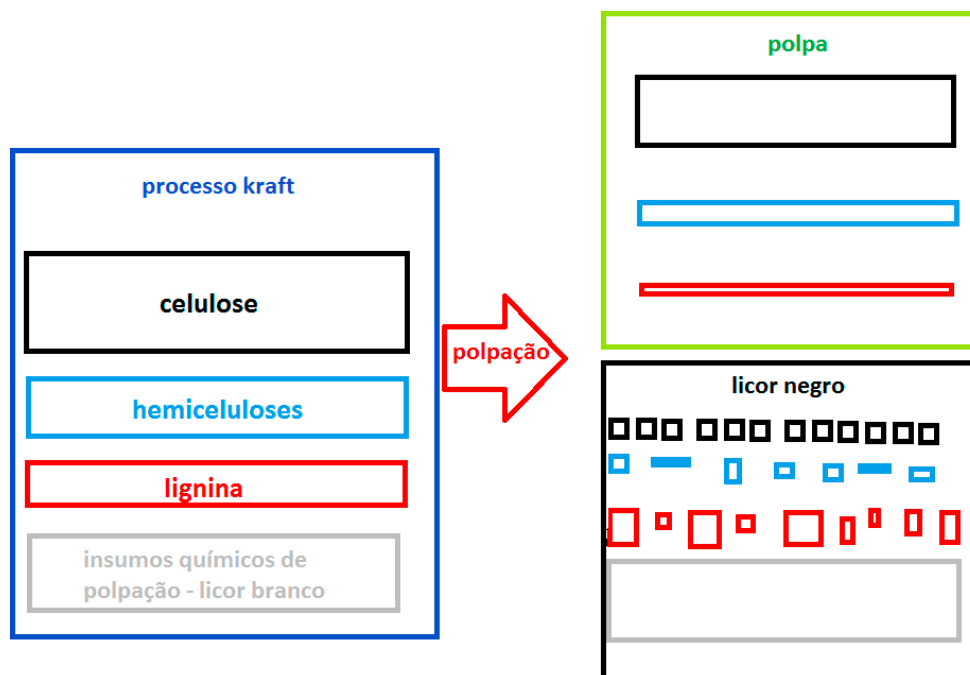 processo kraft
celulose
hemiceluloses
lignina
insumos químicos de
polpação - licor branco
polpação
polpa
licor negro